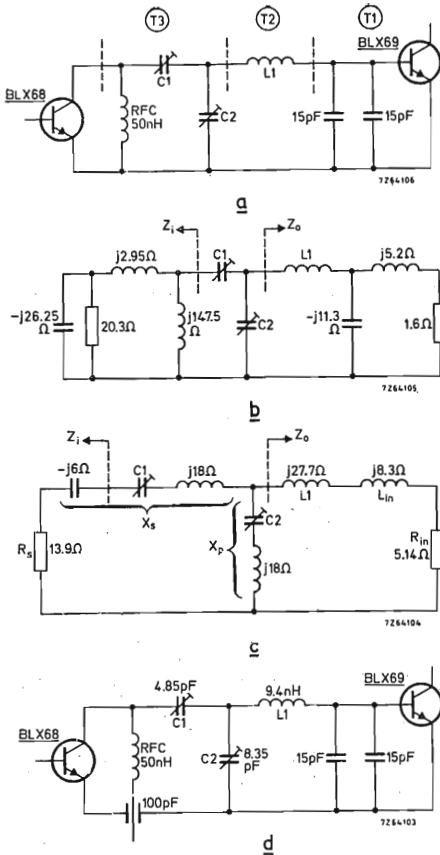 T3
T2
T1
BLX69
BLX68
C1
L1
RFC
50nH
C2
15pF
15pF
7Z64106
a
Zi
Zo
j2.95Ω
C1
L1
j5.2Ω
-j26.25
Ω
20.3Ω
j147.5
Ω
C2
-j11.3
Ω
1.6Ω
7Z64105
b
Zi
Zo
-j6Ω
C1
j18Ω
j27.7Ω
j8.3Ω
L1
Lin
Xs
C2
Rs
13.9Ω
Xp
j18Ω
Rin
5.14Ω
7Z64104
c
BLX69
4.85pF
9.4nH
BLX68
C1
L1
RFC
50nH
C2
8.35
pF
15pF
15pF
100pF
7Z64103
d